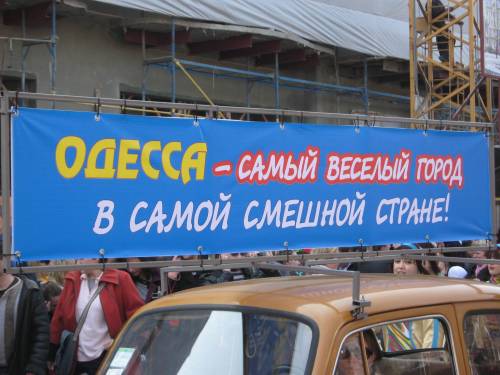 ОДЕССА – САМЫЙ ВЕСЕЛЫЙ ГОРОД
В САМОЙ СМЕШНОЙ СТРАНЕ!